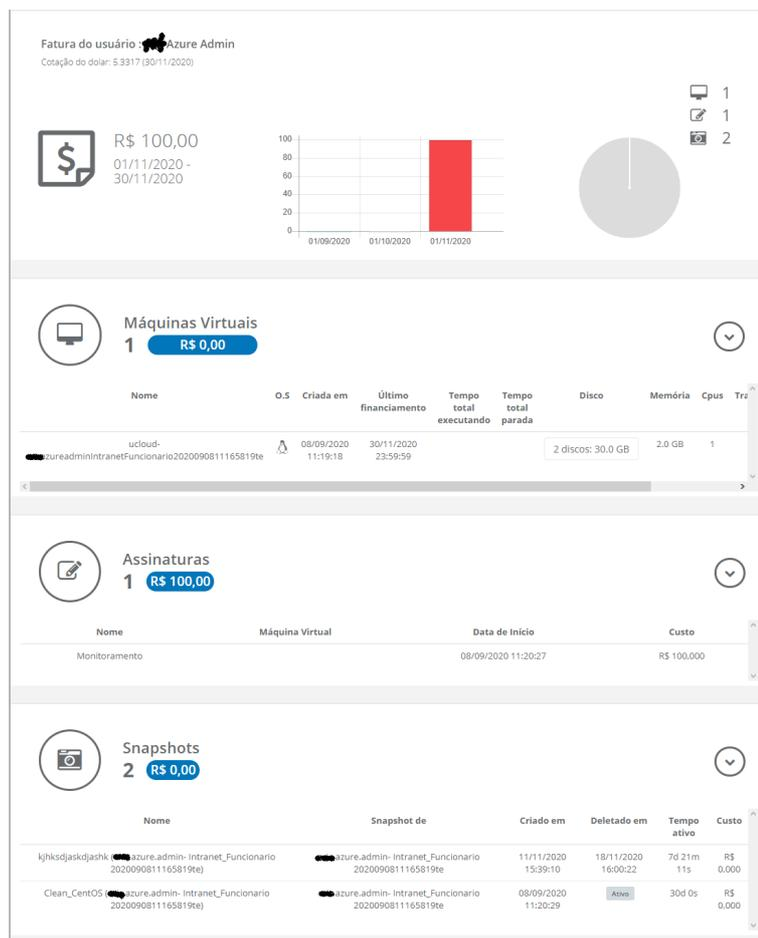 Fatura do usuário : Azure Admin
Cotação do dolar: 5.3317 (30/11/2020)
1
1
2
R$ 100,00
01/11/2020 -
30/11/2020
100
80
60
40
20
0
01/09/2020 01/10/2020 01/11/2020
Máquinas Virtuais
1 R$ 0,00
Nome O.S Criada em Último financiamento Tempo total executando Tempo total parada Disco Memória Cpus Tra
ucloud-
azureadminIntranetFuncionario2020090811165819te
08/09/2020
11:19:18
30/11/2020
23:59:59
2 discos: 30.0 GB
2.0 GB
1
Assinaturas
1 R$ 100,00
Nome Máquina Virtual Data de Início Custo
Monitoramento 08/09/2020 11:20:27 R$ 100,000
Snapshots
2 R$ 0,00
Nome Snapshot de Criado em Deletado em Tempo ativo Custo
kjhksdjaskdjashk ( azure.admin- Intranet_Funcionario
2020090811165819te)
azure.admin- Intranet_Funcionario
2020090811165819te
11/11/2020
15:39:10
18/11/2020
16:00:22
7d 21m
11s
R$
0,000
Clean_CentOS ( azure.admin- Intranet_Funcionario
2020090811165819te)
azure.admin- Intranet_Funcionario
2020090811165819te
08/09/2020
11:20:29
Ativo
30d 0s
R$
0,000